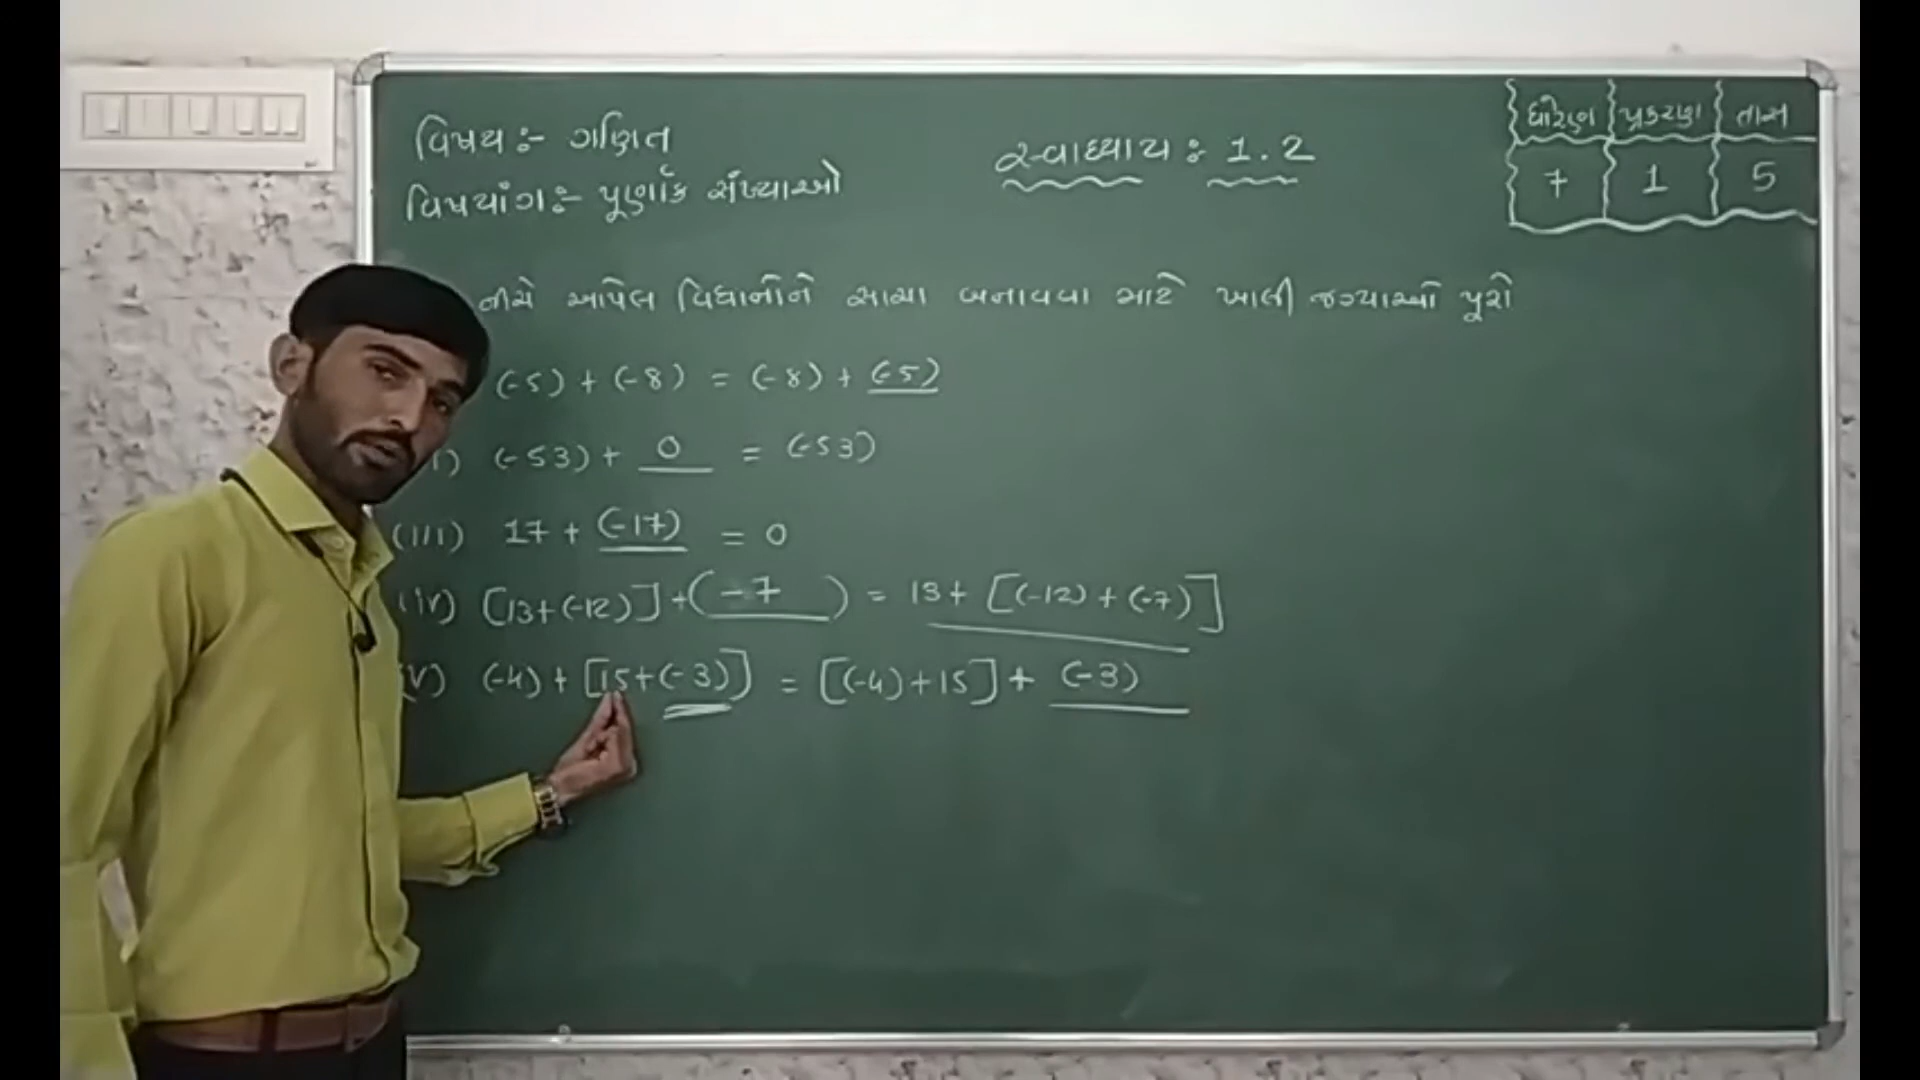 વિષય :- ગણિત
વિષયાંગ :- પૂર્ણાંક સંખ્યાઓ
સ્વાધ્યાય : 1.2
ધોરણ પ્રકરણ તાસ
7 1 5
નીચે આપેલ વિધાનોને સાચા બનાવવા માટે ખાલી જગ્યાઓ પૂરો
(-5) + (-8) = (-8) + (-5)
(-53) + 0 = (-53)
(iii) 17 + (-17) = 0
(iv) [13+(-12)] + (-7) = 13 + [(-12) + (-7)]
(v) (-4) + [15+(-3)] = [(-4)+15] + (-3)